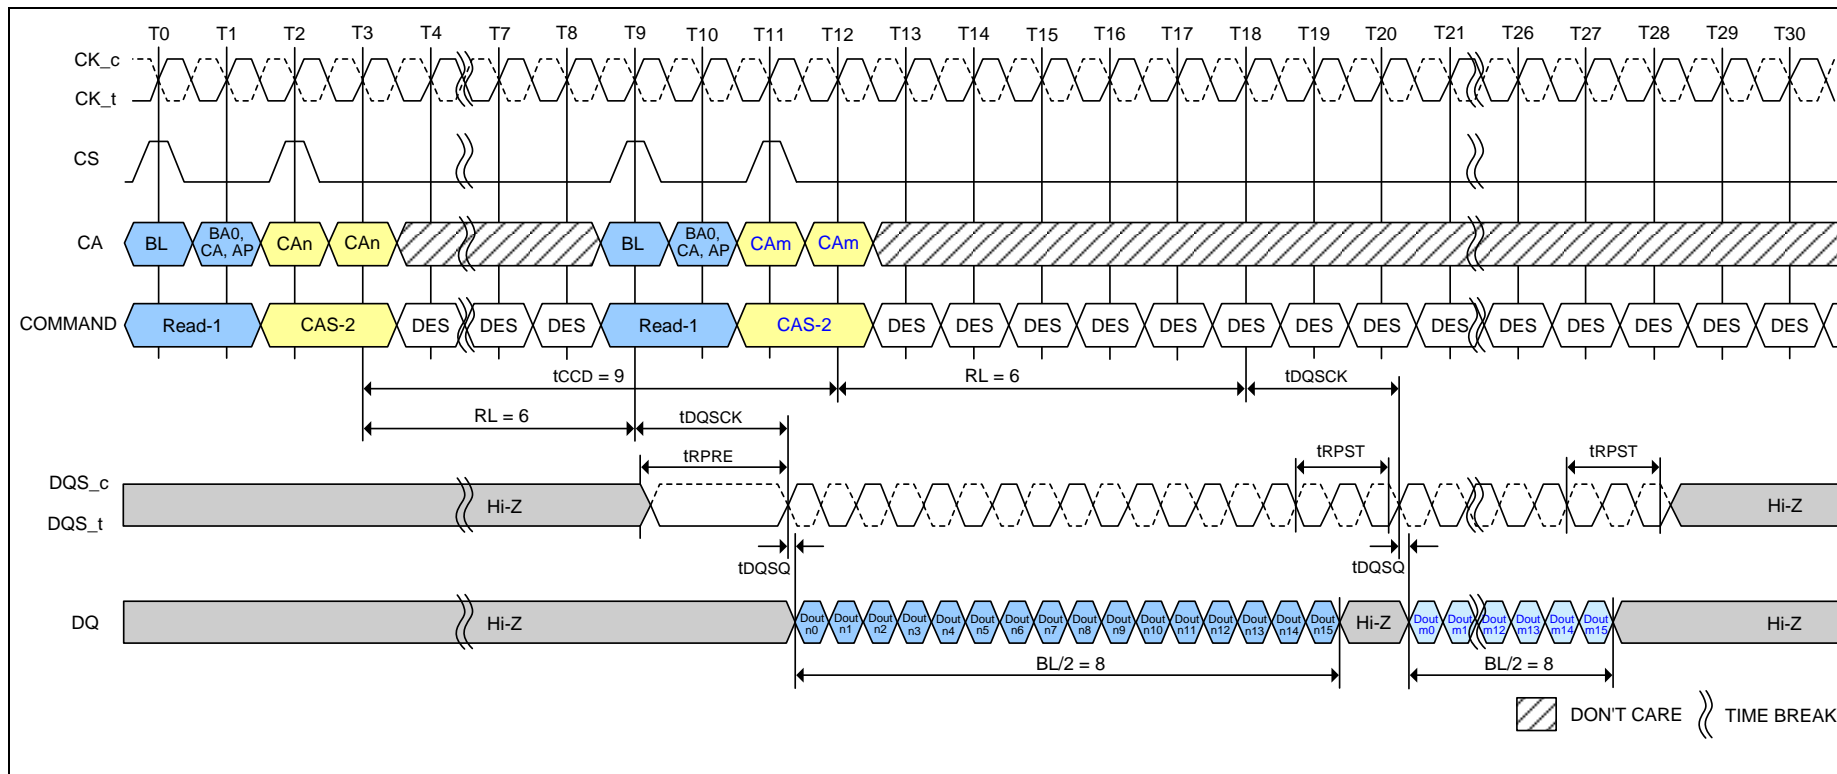 T0 T1 T2 T3 T4 T7 T8 T9 T10 T11 T12 T13 T14 T15 T16 T17 T18 T19 T20 T21 T26 T27 T28 T29 T30
CK_c
CK_t
CS
CA BL BA0, CA, AP CAn CAn BL BA0, CA, AP CAm CAm
COMMAND Read-1 CAS-2 DES DES DES Read-1 CAS-2 DES DES DES DES DES DES DES DES DES DES DES DES DES DES
tCCD = 9 RL = 6 tDQSCK
RL = 6 tDQSCK
tRPRE tRPST tRPST
DQS_c
Hi-Z Hi-Z
DQS_t
tDQSQ tDQSQ
DQ Hi-Z Dout n0 Dout n1 Dout n2 Dout n3 Dout n4 Dout n5 Dout n6 Dout n7 Dout n8 Dout n9 Dout n10 Dout n11 Dout n12 Dout n13 Dout n14 Dout n15 Hi-Z Dout m0 Dout m1 Dout m12 Dout m13 Dout m14 Dout m15 Hi-Z
BL/2 = 8 BL/2 = 8
DON'T CARE TIME BREAK